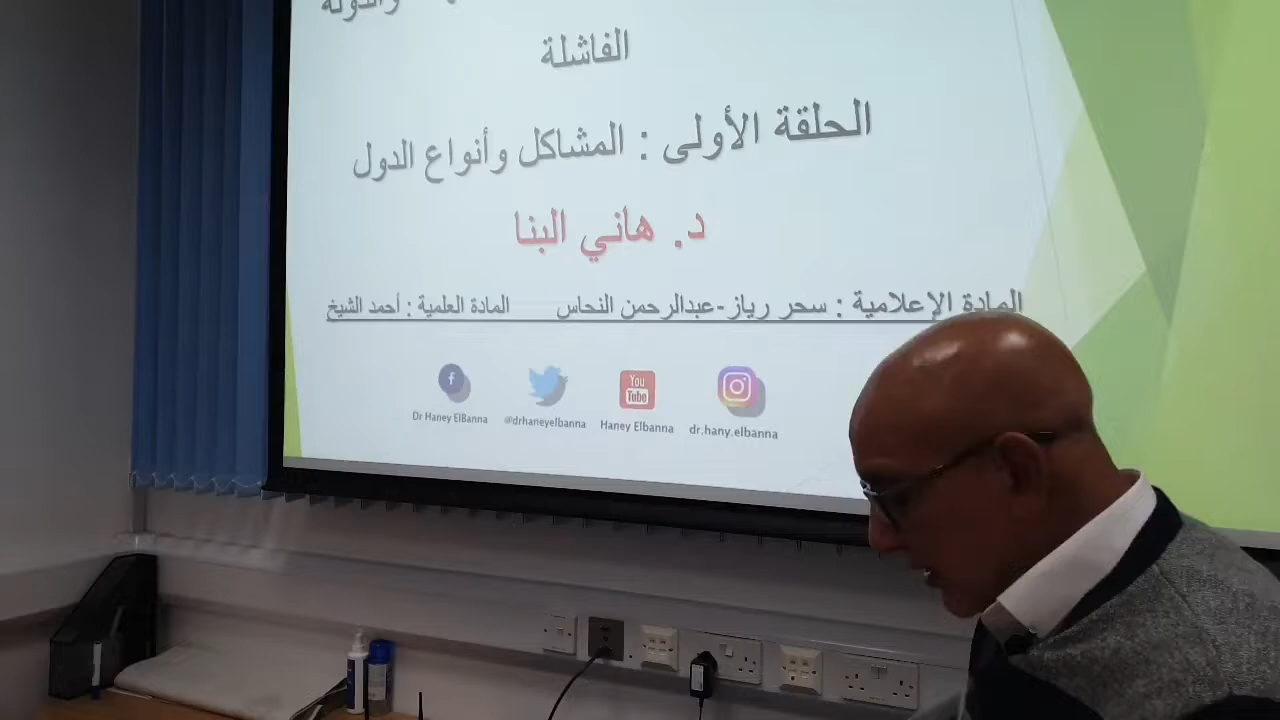 والدولة
الفاشلة
الحلقة الأولى : المشاكل وأنواع الدول
د. هاني البنا
المادة الإعلامية : سحر رياز-عبدالرحمن النحاس المادة العلمية : أحمد الشيخ
Dr Haney ElBanna @drhaneyelbanna You Tube Haney Elbanna dr.hany.elbanna